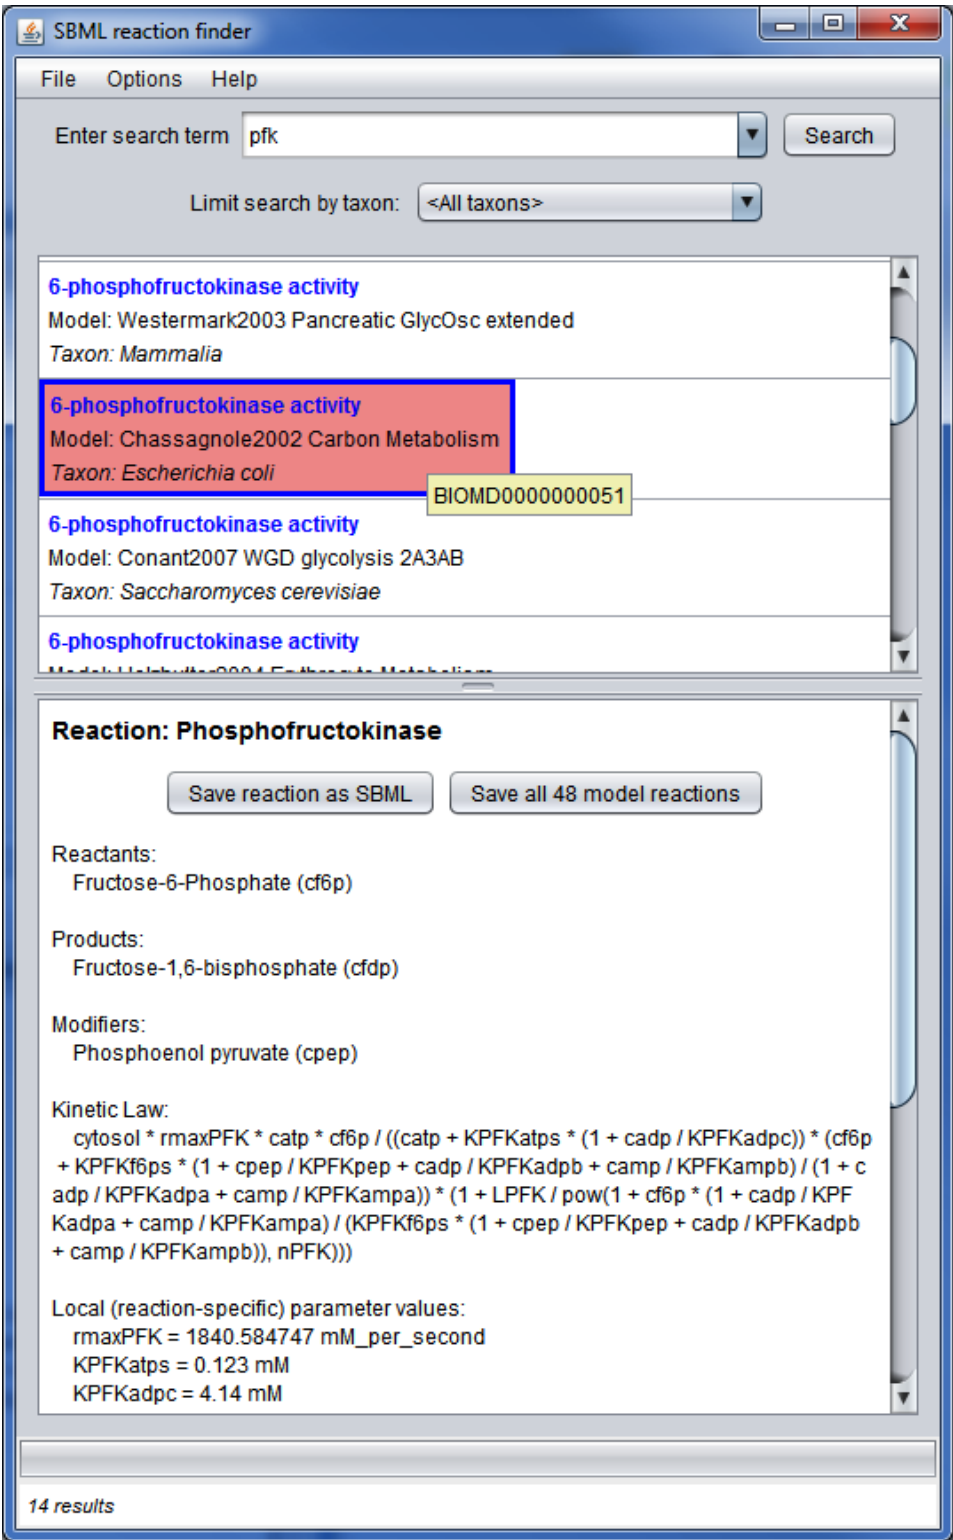 SBML reaction finder
File Options Help
Enter search term pfk Search
Limit search by taxon: <All taxons>
6-phosphofructokinase activity
Model: Westermark2003 Pancreatic GlycOsc extended
Taxon: Mammalia
6-phosphofructokinase activity
Model: Chassagnole2002 Carbon Metabolism
Taxon: Escherichia coli
BIOMD0000000051
6-phosphofructokinase activity
Model: Conant2007 WGD glycolysis 2A3AB
Taxon: Saccharomyces cerevisiae
6-phosphofructokinase activity
Reaction: Phosphofructokinase
Save reaction as SBML Save all 48 model reactions
Reactants:
Fructose-6-Phosphate (cf6p)
Products:
Fructose-1,6-bisphosphate (cfdp)
Modifiers:
Phosphoenol pyruvate (cpep)
Kinetic Law:
cytosol * rmaxPFK * catp * cf6p / ((catp + KPFKatps * (1 + cadp / KPFKadpc)) * (cf6p
+ KPFKf6ps * (1 + cpep / KPFKpep + cadp / KPFKadpb + camp / KPFKampb) / (1 + c
adp / KPFKadpa + camp / KPFKampa)) * (1 + LPFK / pow(1 + cf6p * (1 + cadp / KPF
Kadpa + camp / KPFKampa) / (KPFKf6ps * (1 + cpep / KPFKpep + cadp / KPFKadpb
+ camp / KPFKampb)), nPFK)))
Local (reaction-specific) parameter values:
rmaxPFK = 1840.584747 mM_per_second
KPFKatps = 0.123 mM
KPFKadpc = 4.14 mM
14 results